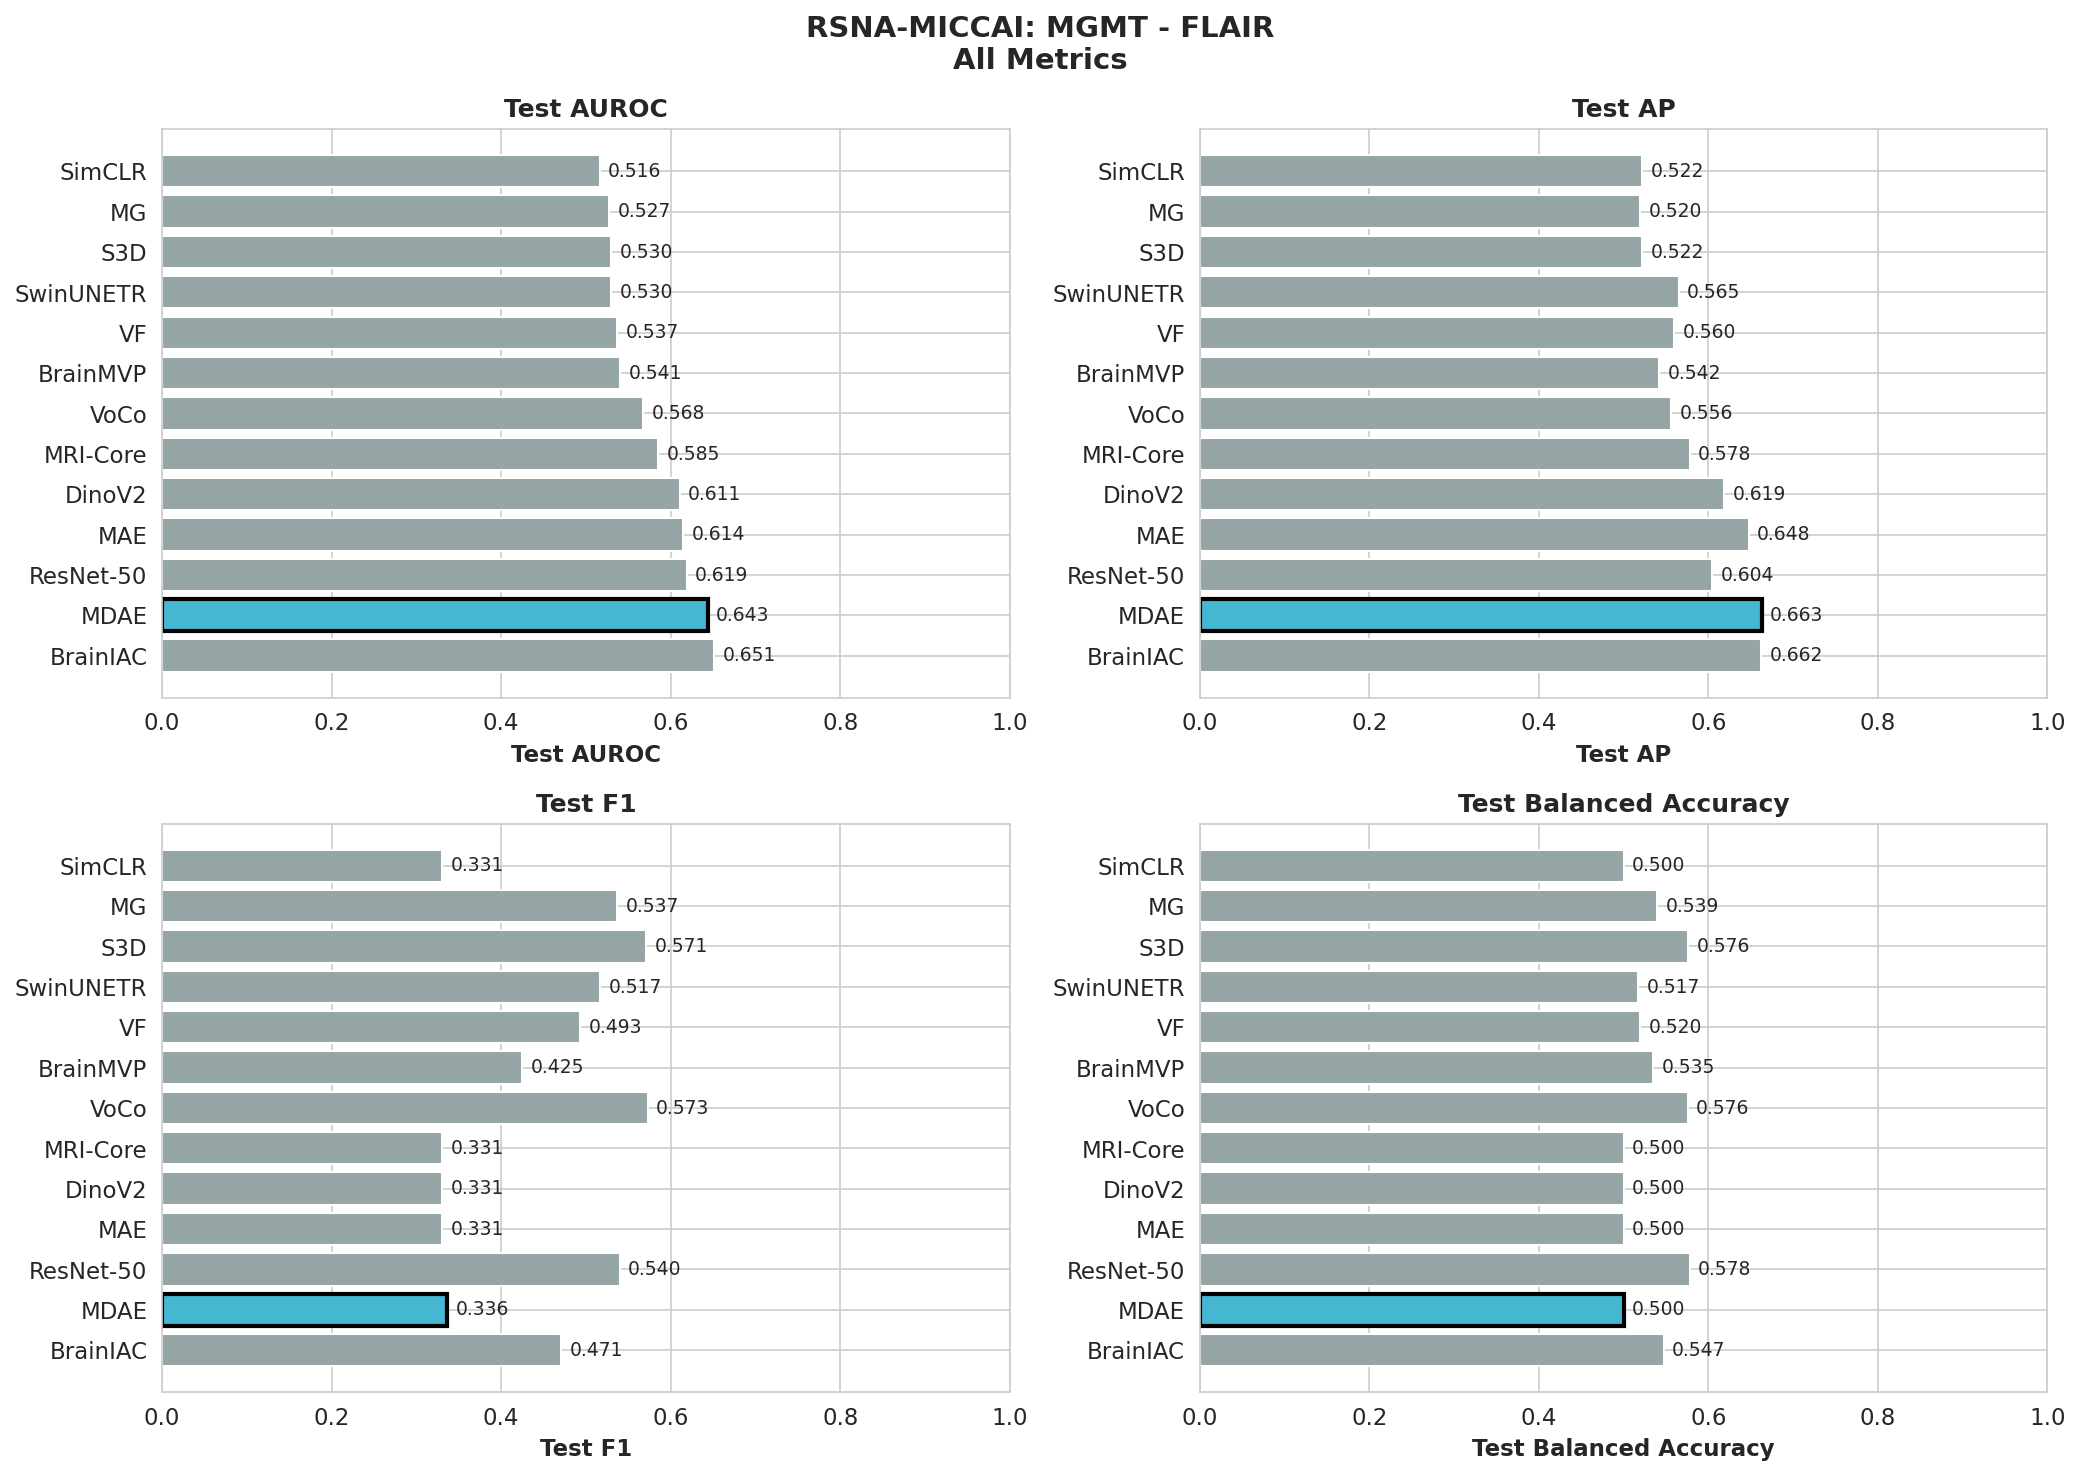 RSNA-MICCAI: MGMT - FLAIR
All Metrics
Test AUROC
SimCLR 0.516
MG 0.527
S3D 0.530
SwinUNETR 0.530
VF 0.537
BrainMVP 0.541
VoCo 0.568
MRI-Core 0.585
DinoV2 0.611
MAE 0.614
ResNet-50 0.619
MDAE 0.643
BrainIAC 0.651
0.0 0.2 0.4 0.6 0.8 1.0
Test AUROC
Test AP
SimCLR 0.522
MG 0.520
S3D 0.522
SwinUNETR 0.565
VF 0.560
BrainMVP 0.542
VoCo 0.556
MRI-Core 0.578
DinoV2 0.619
MAE 0.648
ResNet-50 0.604
MDAE 0.663
BrainIAC 0.662
0.0 0.2 0.4 0.6 0.8 1.0
Test AP
Test F1
SimCLR 0.331
MG 0.537
S3D 0.571
SwinUNETR 0.517
VF 0.493
BrainMVP 0.425
VoCo 0.573
MRI-Core 0.331
DinoV2 0.331
MAE 0.331
ResNet-50 0.540
MDAE 0.336
BrainIAC 0.471
0.0 0.2 0.4 0.6 0.8 1.0
Test F1
Test Balanced Accuracy
SimCLR 0.500
MG 0.539
S3D 0.576
SwinUNETR 0.517
VF 0.520
BrainMVP 0.535
VoCo 0.576
MRI-Core 0.500
DinoV2 0.500
MAE 0.500
ResNet-50 0.578
MDAE 0.500
BrainIAC 0.547
0.0 0.2 0.4 0.6 0.8 1.0
Test Balanced Accuracy